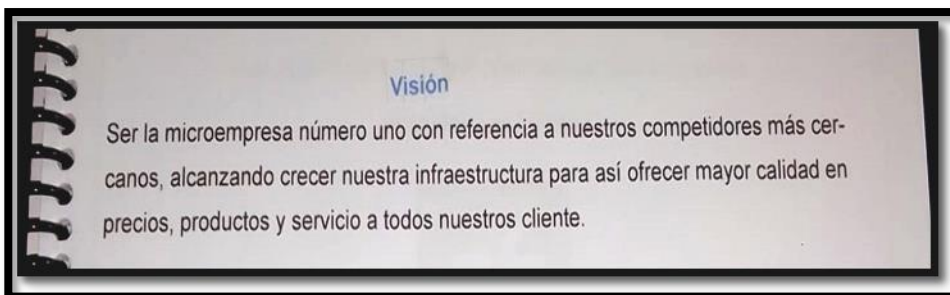 Visión
Ser la microempresa número uno con referencia a nuestros competidores más cer-
canos, alcanzando crecer nuestra infraestructura para así ofrecer mayor calidad en
precios, productos y servicio a todos nuestros cliente.